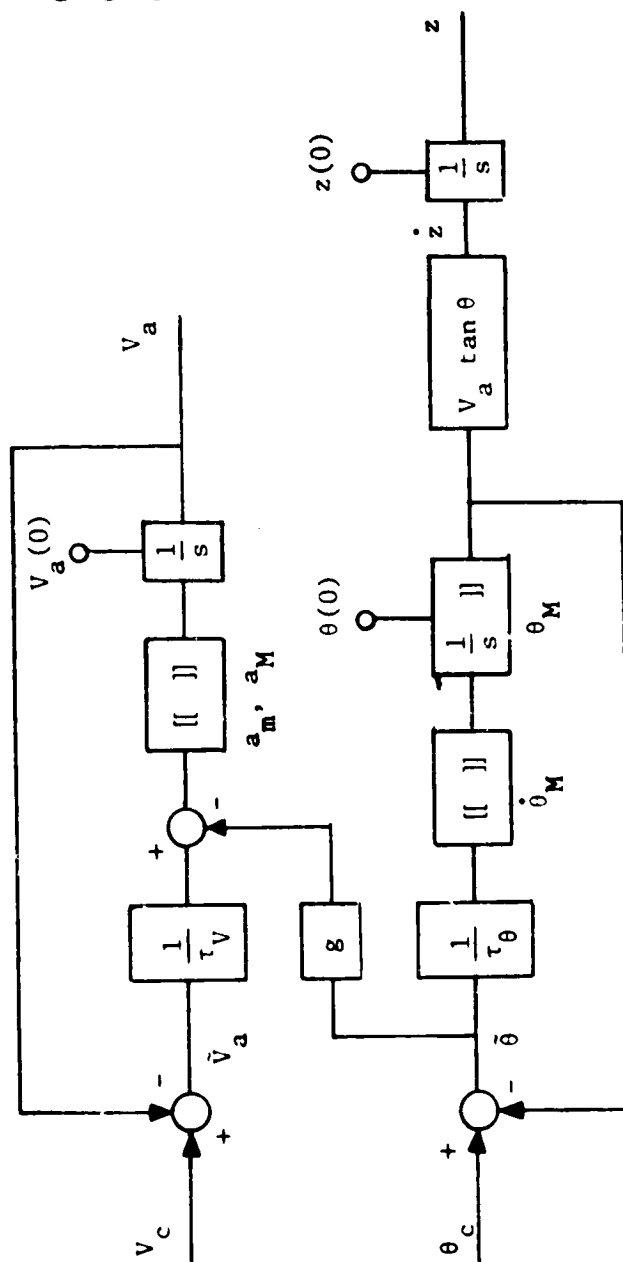 V_c
+
-
Ṽ_a
1
τ_V
+
-
[[ ]]
a_m, a_M
V_a(0)
1
s
V_a
g
θ_c
+
-
θ̃
1
τ_θ
[[ ]]
θ̇_M
θ(0)
1
s
]]
θ_M
V_a tan θ
ż
z(0)
1
s
z